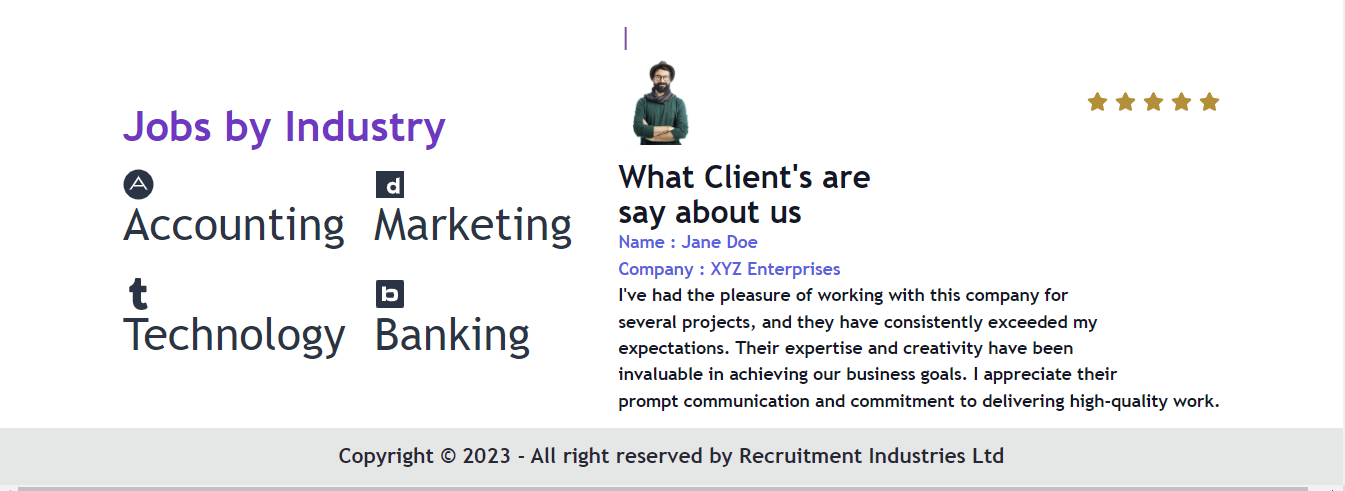 |
Jobs by Industry
Accounting
Marketing
Technology
Banking
What Client's are
say about us
Name : Jane Doe
Company : XYZ Enterprises
I've had the pleasure of working with this company for
several projects, and they have consistently exceeded my
expectations. Their expertise and creativity have been
invaluable in achieving our business goals. I appreciate their
prompt communication and commitment to delivering high-quality work.
Copyright © 2023 - All right reserved by Recruitment Industries Ltd